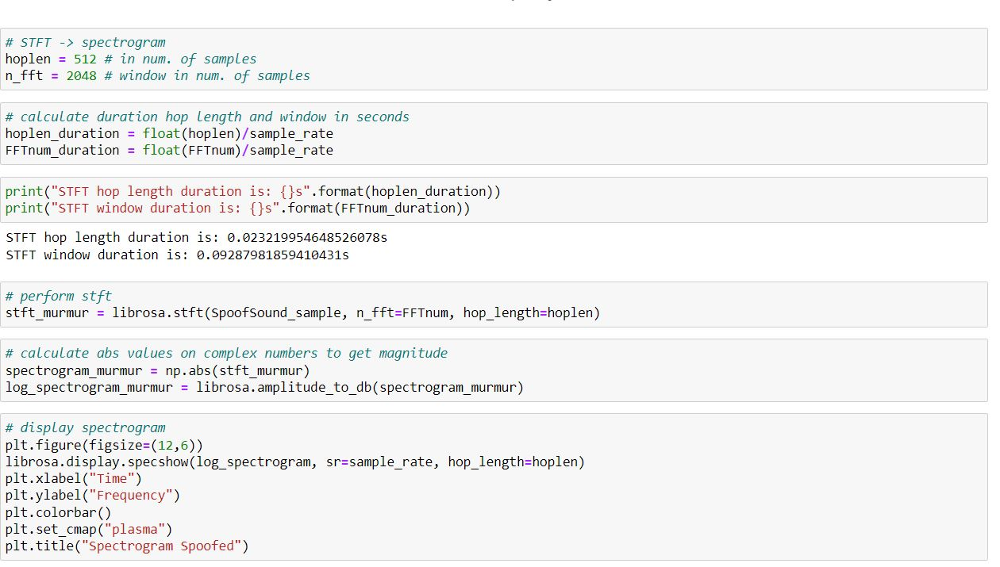 # STFT -> spectrogram
hoplen = 512 # in num. of samples
n_fft = 2048 # window in num. of samples
# calculate duration hop length and window in seconds
hoplen_duration = float(hoplen)/sample_rate
FFTnum_duration = float(FFTnum)/sample_rate
print("STFT hop length duration is: {}s".format(hoplen_duration))
print("STFT window duration is: {}s".format(FFTnum_duration))
STFT hop length duration is: 0.023219954648526078s
STFT window duration is: 0.09287981859410431s
# perform stft
stft_murmur = librosa.stft(SpoofSound_sample, n_fft=FFTnum, hop_length=hoplen)
# calculate abs values on complex numbers to get magnitude
spectrogram_murmur = np.abs(stft_murmur)
log_spectrogram_murmur = librosa.amplitude_to_db(spectrogram_murmur)
# display spectrogram
plt.figure(figsize=(12,6))
librosa.display.specshow(log_spectrogram, sr=sample_rate, hop_length=hoplen)
plt.xlabel("Time")
plt.ylabel("Frequency")
plt.colorbar()
plt.set_cmap("plasma")
plt.title("Spectrogram Spoofed")